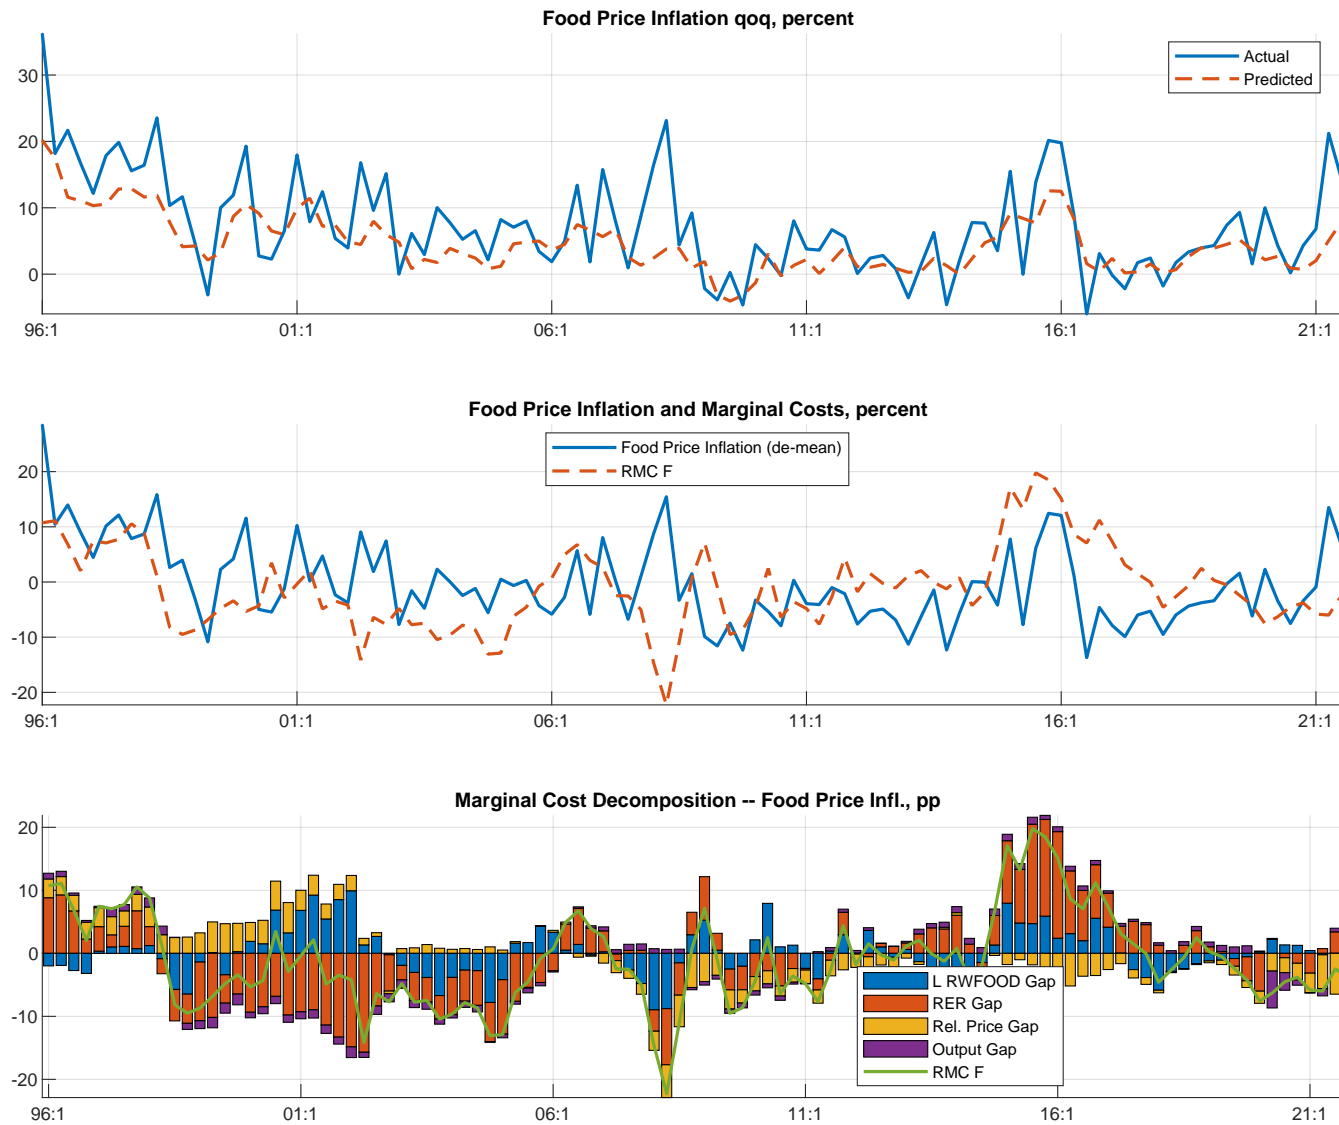 Food Price Inflation qoq, percent
Actual
Predicted
30
20
10
0
96:1 01:1 06:1 11:1 16:1 21:1
Food Price Inflation and Marginal Costs, percent
Food Price Inflation (de-mean)
RMC F
20
10
0
-10
-20
96:1 01:1 06:1 11:1 16:1 21:1
Marginal Cost Decomposition -- Food Price Infl., pp
20
10
0
-10
-20
L RWFOOD Gap
RER Gap
Rel. Price Gap
Output Gap
RMC F
96:1 01:1 06:1 11:1 16:1 21:1